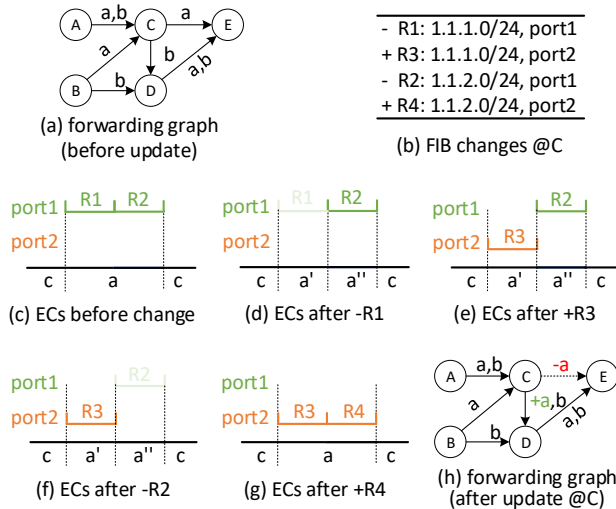 A
a,b
C
a
E
a
b
a,b
B
b
D
(a) forwarding graph
(before update)
- R1: 1.1.1.0/24, port1
+ R3: 1.1.1.0/24, port2
- R2: 1.1.2.0/24, port1
+ R4: 1.1.2.0/24, port2
(b) FIB changes @C
port1 R1 R2
port2
c a c
(c) ECs before change
port1 R1 R2
port2
c a' a'' c
(d) ECs after -R1
port1 R2
port2 R3
c a' a'' c
(e) ECs after +R3
port1 R2
port2 R3
c a' a'' c
(f) ECs after -R2
port1
port2 R3 R4
c a c
(g) ECs after +R4
A
a,b
C
-a
E
a
+a,b
a,b
B
b
D
(h) forwarding graph
(after update @C)